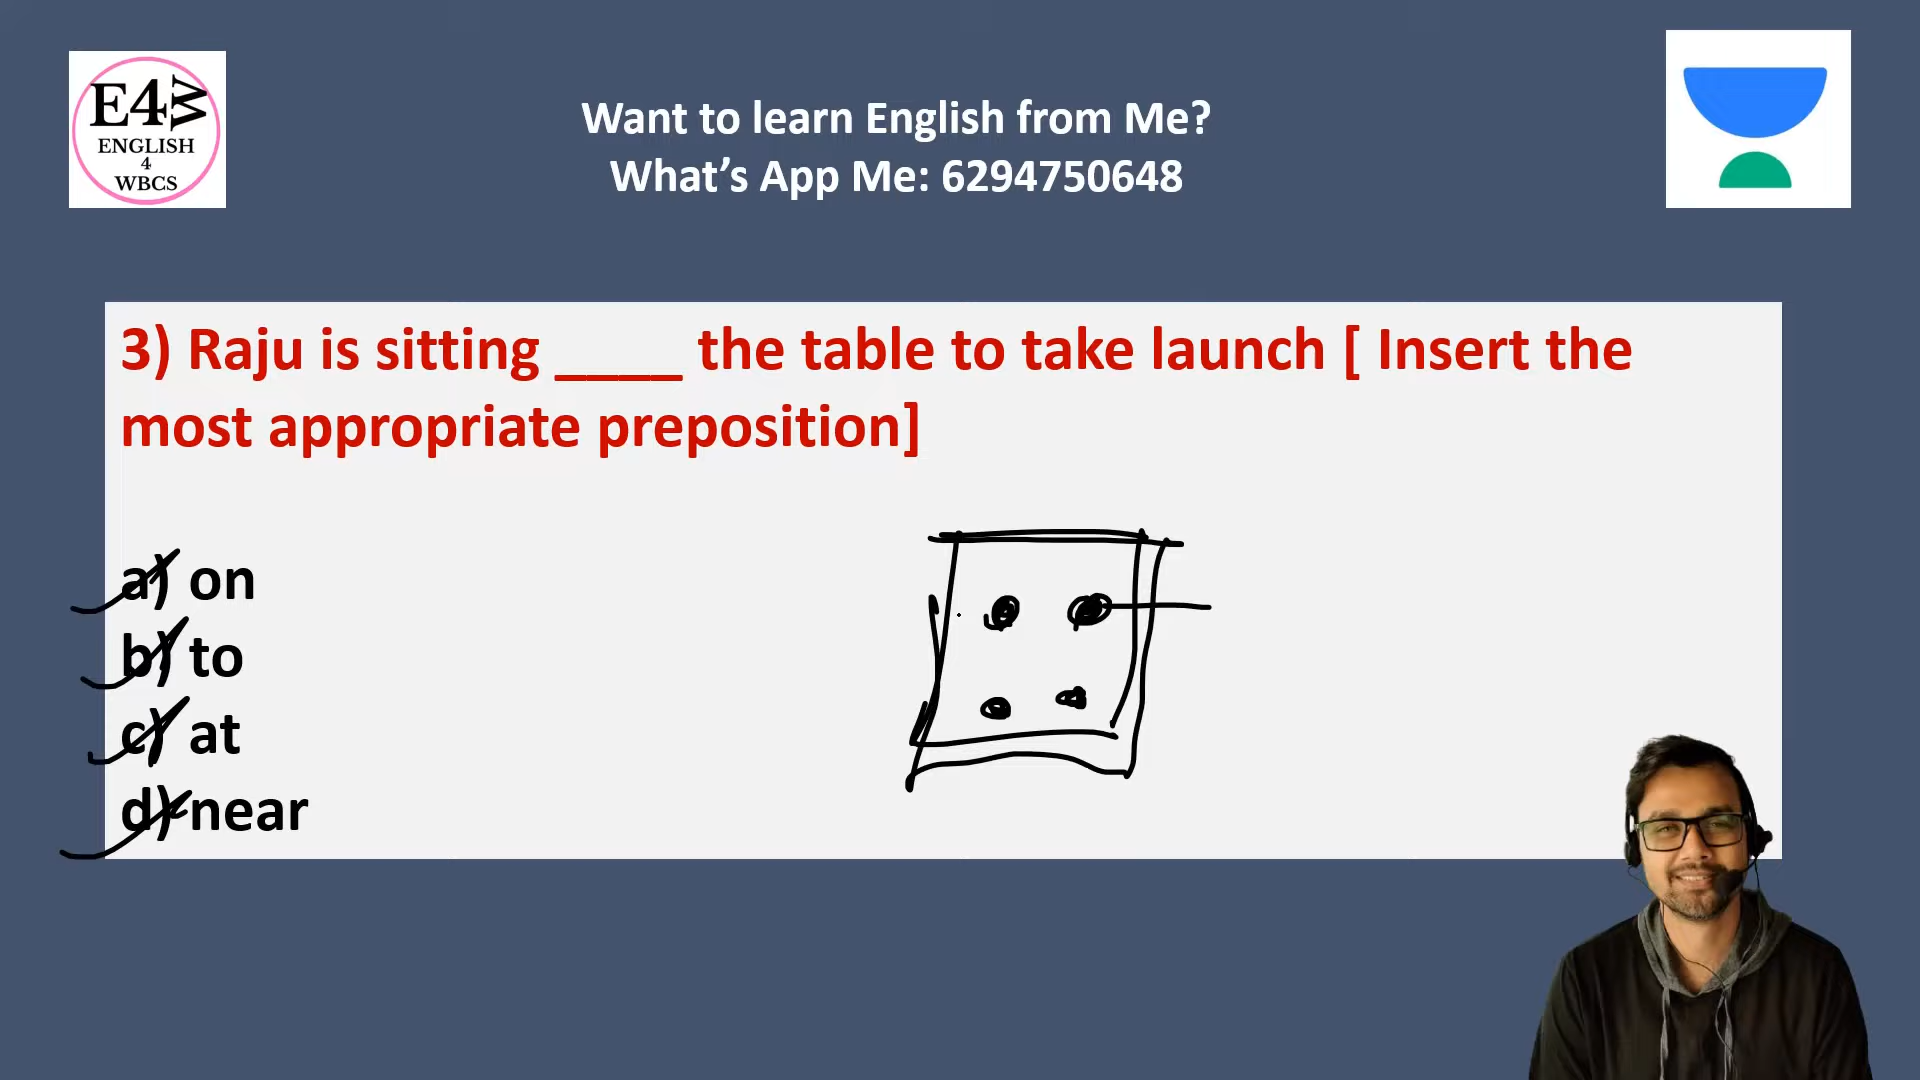 E4W
ENGLISH
4
WBCS
Want to learn English from Me?
What's App Me: 6294750648
3) Raju is sitting ____ the table to take launch [ Insert the
most appropriate preposition]
a) on
b) to
c) at
d) near